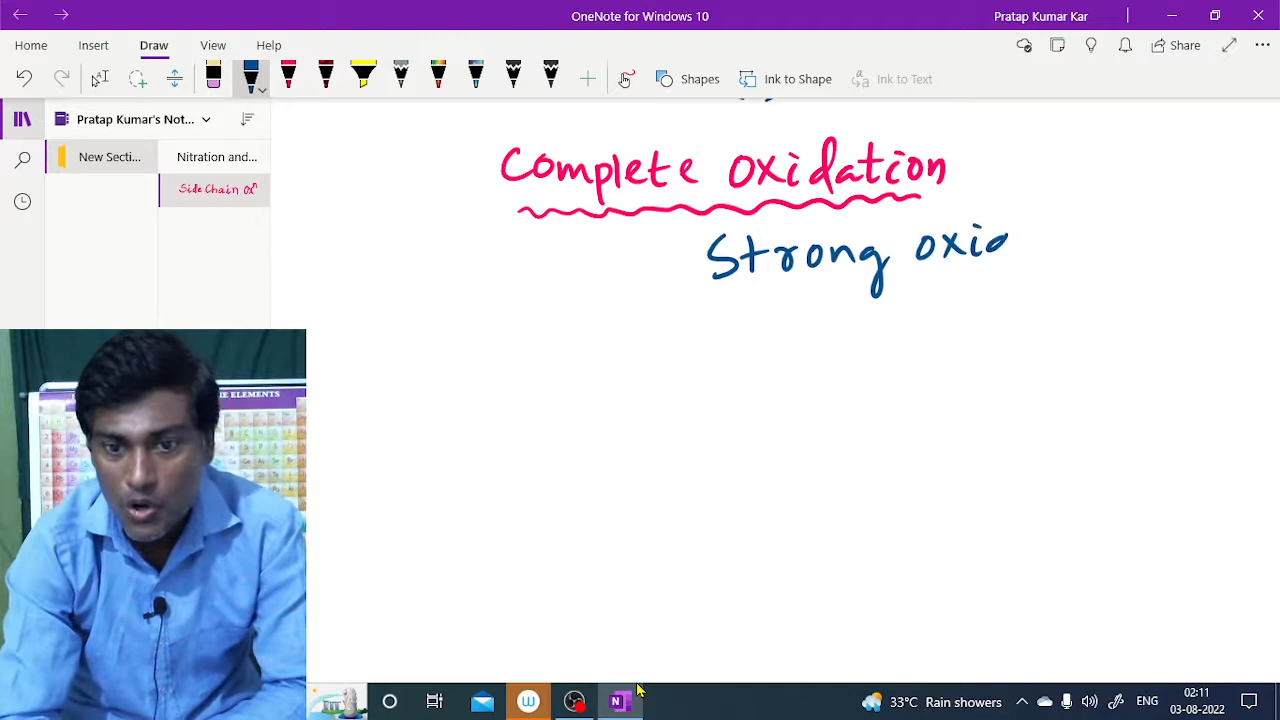 OneNote for Windows 10
Pratap Kumar Kar
Home Insert Draw View Help
Share
Shapes
Ink to Shape
Ink to Text
Pratap Kumar's Not...
New Secti...
Nitration and...
Side Chain oxⁿ
Complete oxidation
Strong oxid
E ELEMENTS
33°C Rain showers
ENG
02:11
03-08-2022